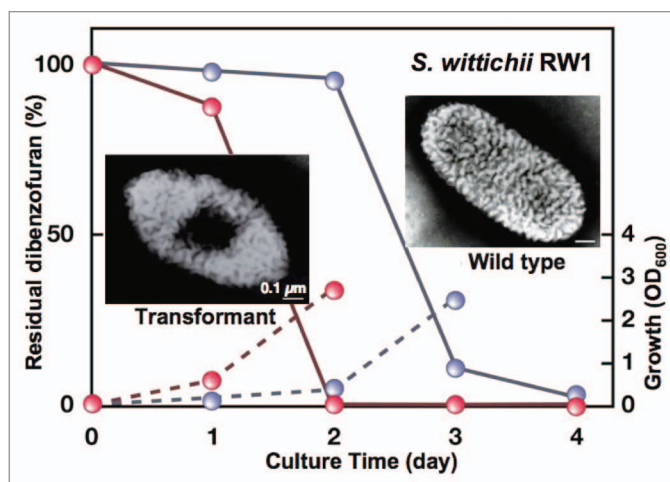 S. wittichii RW1
100
50
0
Residual dibenzofuran (%)
0.1 μm
Transformant
Wild type
4
3
2
1
0
Growth (OD600)
0 1 2 3 4
Culture Time (day)